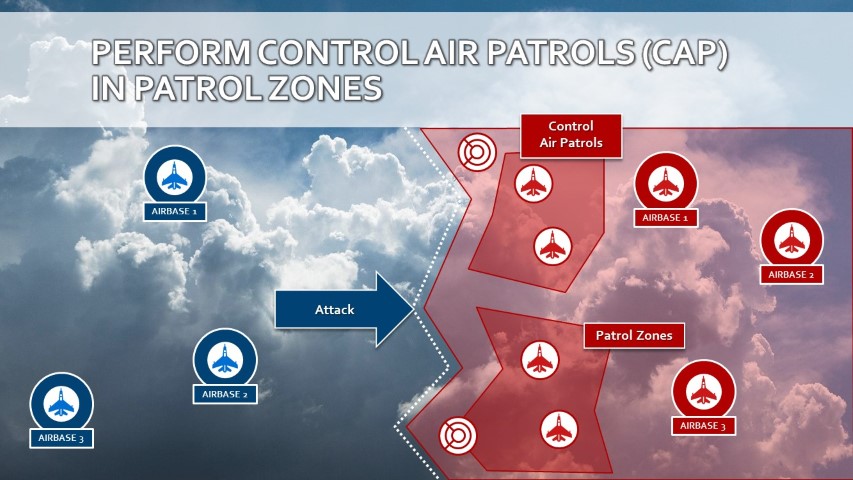 PERFORM CONTROL AIR PATROLS (CAP)
IN PATROL ZONES
Control
Air Patrols
AIRBASE 1
AIRBASE 1
AIRBASE 2
Attack
Patrol Zones
AIRBASE 2
AIRBASE 3
AIRBASE 3